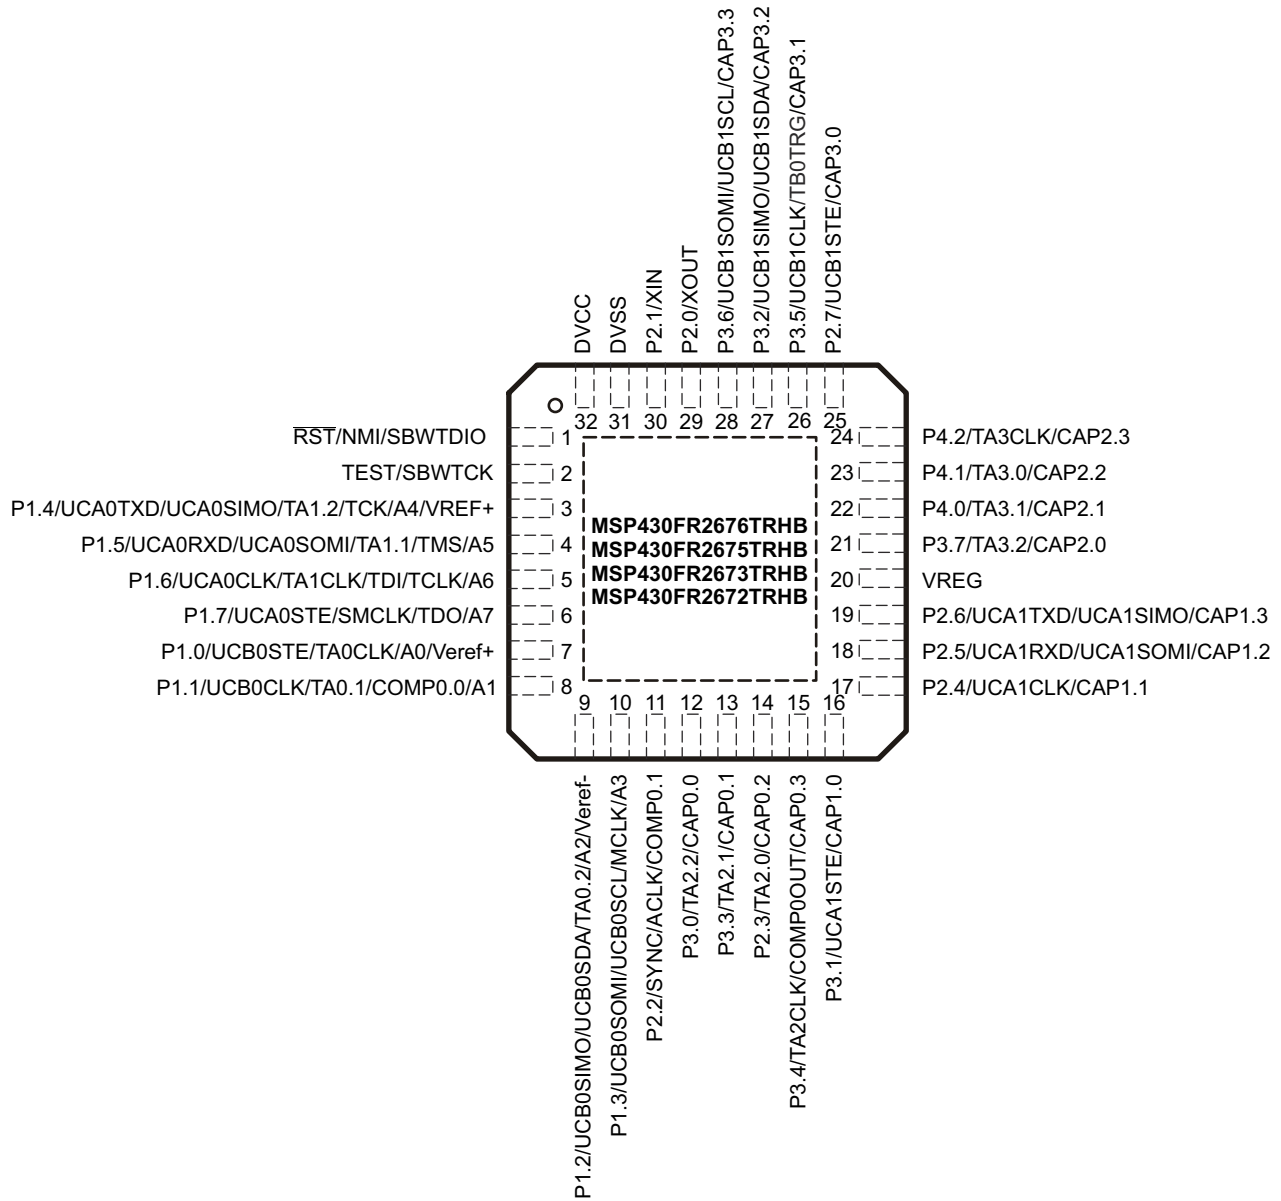 P3.6/UCB1SOMI/UCB1SCL/CAP3.3
P3.2/UCB1SIMO/UCB1SDA/CAP3.2
P3.5/UCB1CLK/TB0TRG/CAP3.1
P2.7/UCB1STE/CAP3.0
DVCC
DVSS
P2.1/XIN
P2.0/XOUT
32 31 30 29 28 27 26 25
RST/NMI/SBWTDIO 1
TEST/SBWTCK 2
P1.4/UCA0TXD/UCA0SIMO/TA1.2/TCK/A4/VREF+ 3
P1.5/UCA0RXD/UCA0SOMI/TA1.1/TMS/A5 4
P1.6/UCA0CLK/TA1CLK/TDI/TCLK/A6 5
P1.7/UCA0STE/SMCLK/TDO/A7 6
P1.0/UCB0STE/TA0CLK/A0/Veref+ 7
P1.1/UCB0CLK/TA0.1/COMP0.0/A1 8
MSP430FR2676TRHB
MSP430FR2675TRHB
MSP430FR2673TRHB
MSP430FR2672TRHB
24 P4.2/TA3CLK/CAP2.3
23 P4.1/TA3.0/CAP2.2
22 P4.0/TA3.1/CAP2.1
21 P3.7/TA3.2/CAP2.0
20 VREG
19 P2.6/UCA1TXD/UCA1SIMO/CAP1.3
18 P2.5/UCA1RXD/UCA1SOMI/CAP1.2
17 P2.4/UCA1CLK/CAP1.1
9 10 11 12 13 14 15 16
P1.2/UCB0SIMO/UCB0SDA/TA0.2/A2/Veref-
P1.3/UCB0SOMI/UCB0SCL/MCLK/A3
P2.2/SYNC/ACLK/COMP0.1
P3.0/TA2.2/CAP0.0
P3.3/TA2.1/CAP0.1
P2.3/TA2.0/CAP0.2
P3.4/TA2CLK/COMP0OUT/CAP0.3
P3.1/UCA1STE/CAP1.0